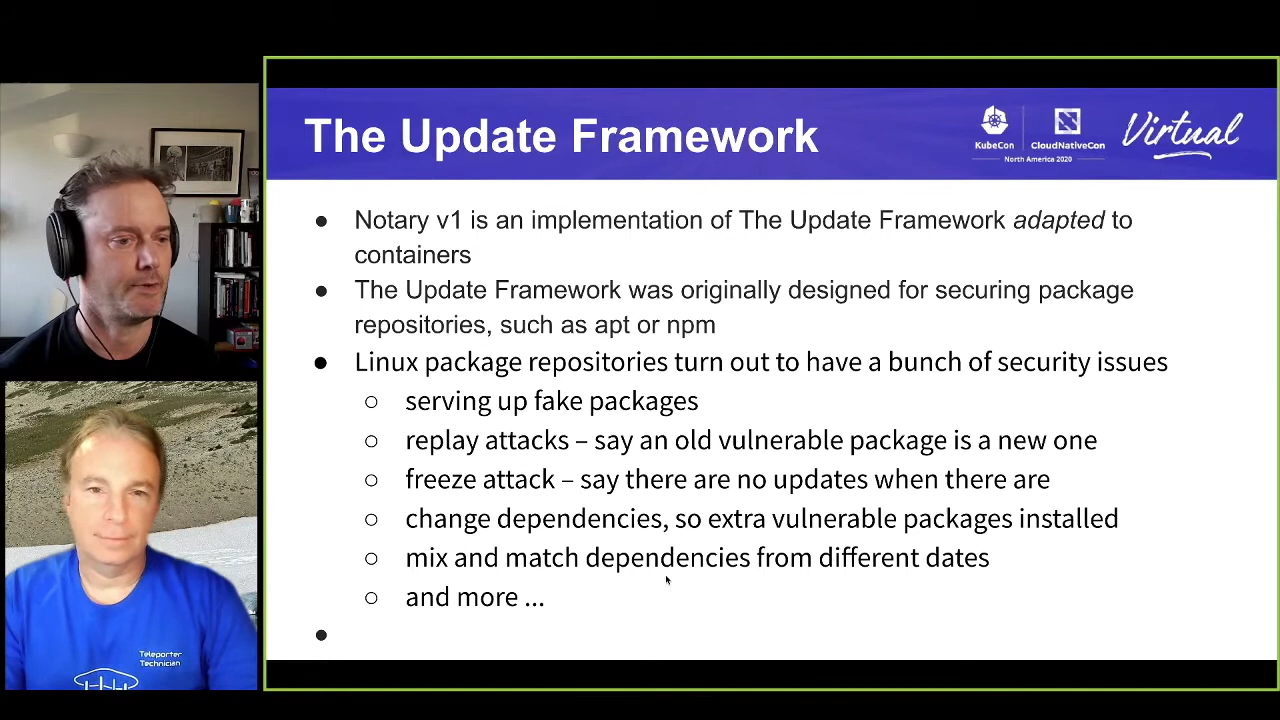 The Update Framework
KubeCon
CloudNativeCon
North America 2020
Virtual
● Notary v1 is an implementation of The Update Framework adapted to
containers
● The Update Framework was originally designed for securing package
repositories, such as apt or npm
● Linux package repositories turn out to have a bunch of security issues
○ serving up fake packages
○ replay attacks – say an old vulnerable package is a new one
○ freeze attack – say there are no updates when there are
○ change dependencies, so extra vulnerable packages installed
○ mix and match dependencies from different dates
○ and more ...
●
Teleporter
Technician